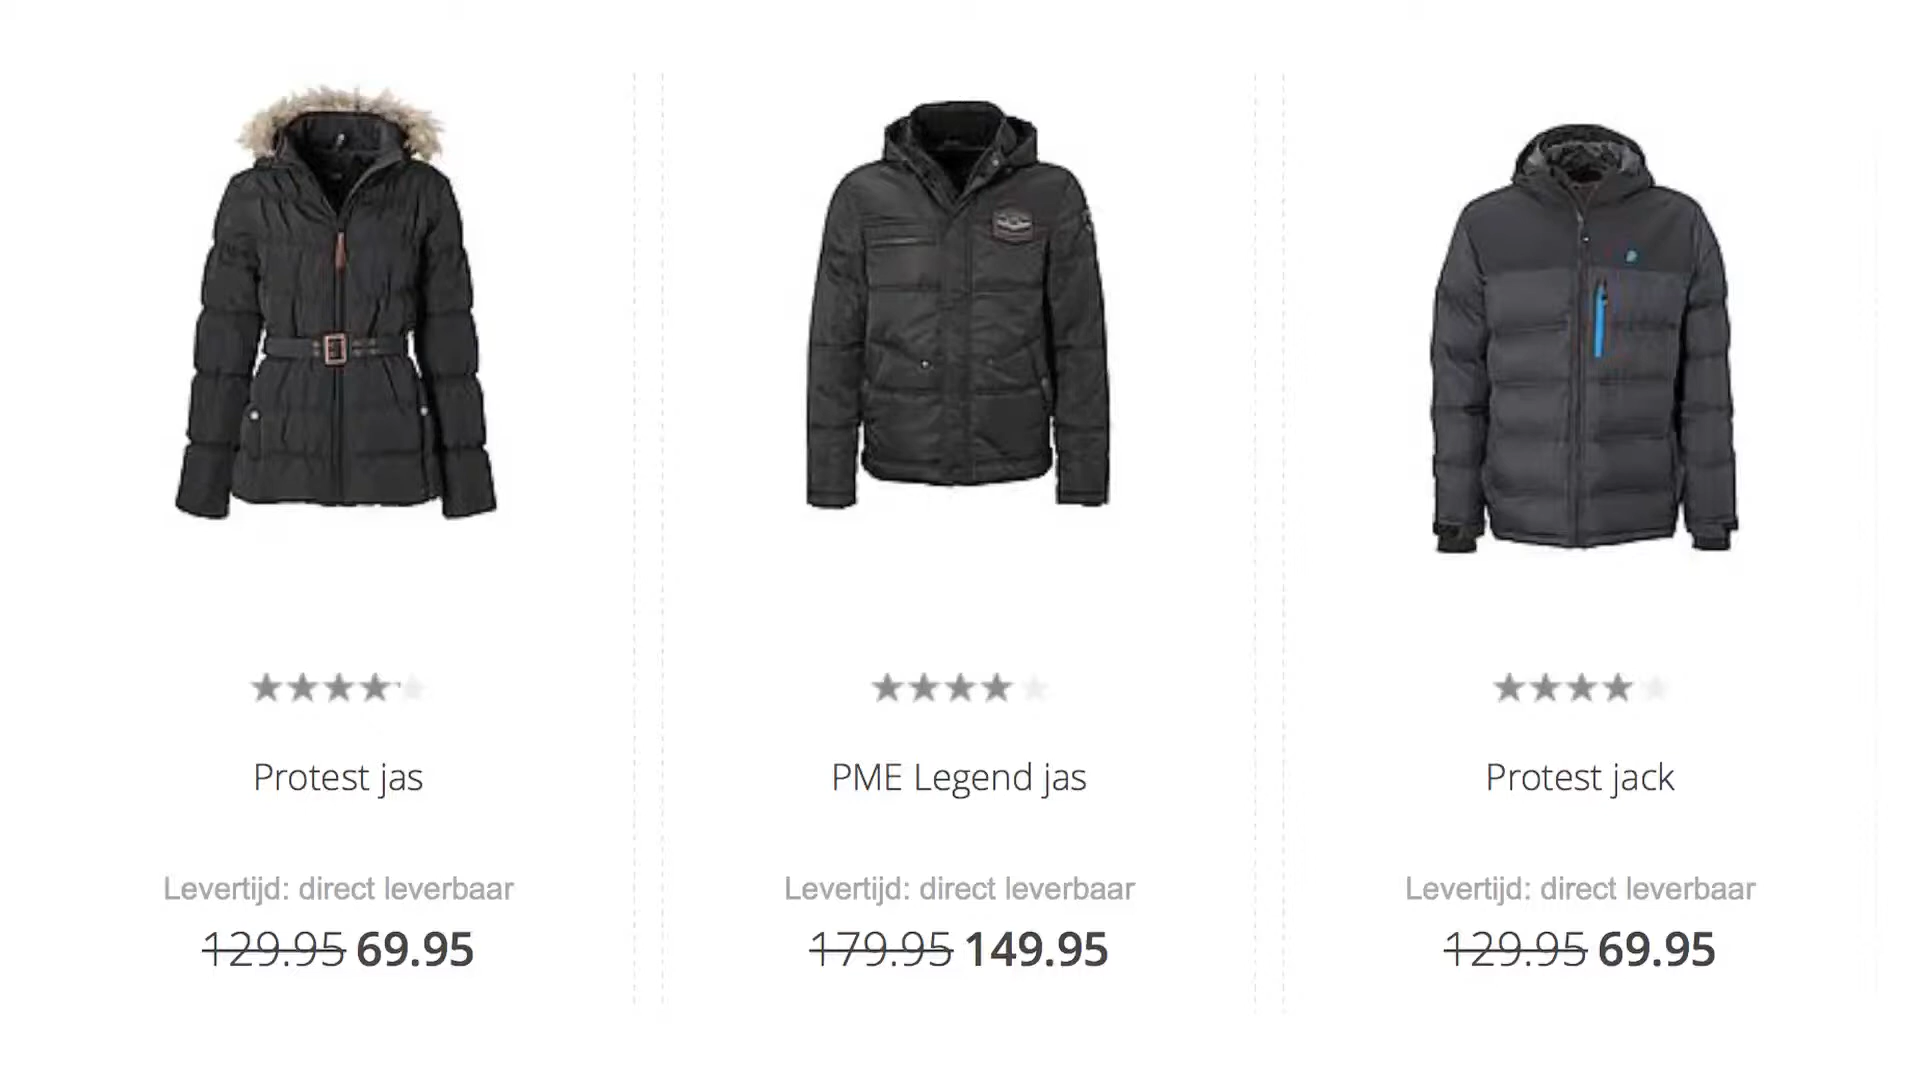 Protest jas
Levertijd: direct leverbaar
129.95 69.95
PME Legend jas
Levertijd: direct leverbaar
179.95 149.95
Protest jack
Levertijd: direct leverbaar
129.95 69.95